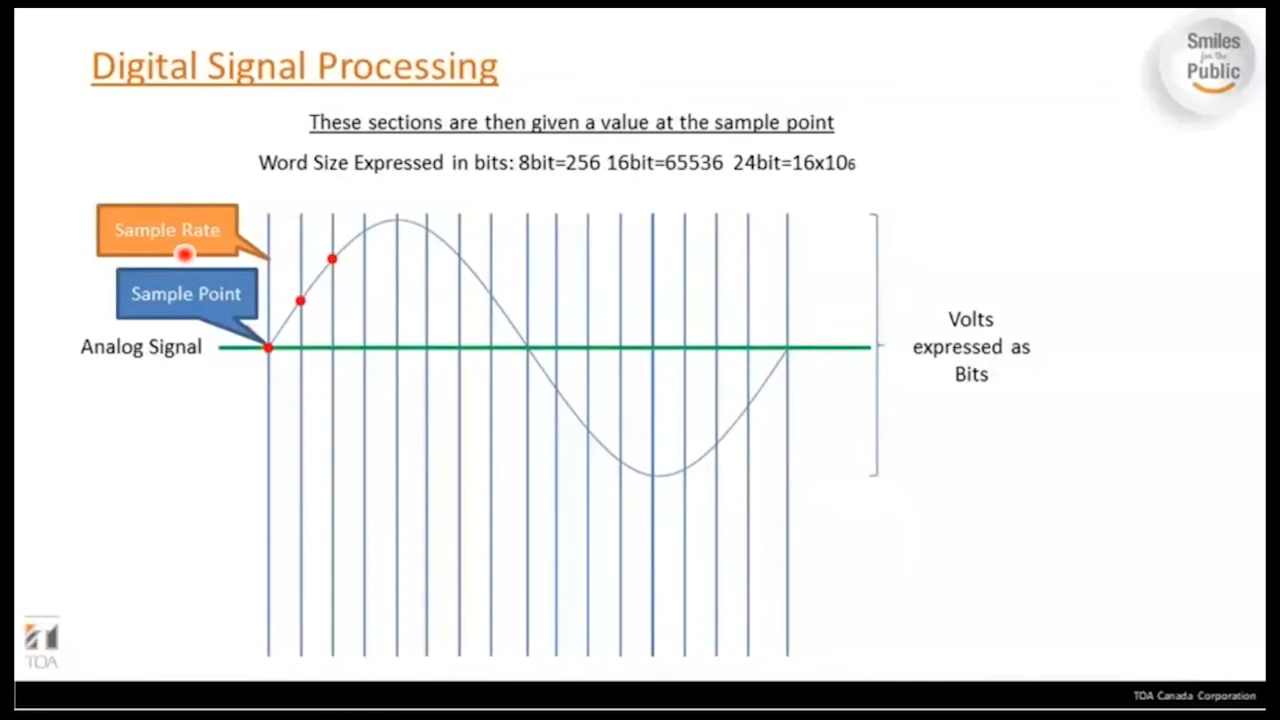 Digital Signal Processing
Smiles
for the
Public
These sections are then given a value at the sample point
Word Size Expressed in bits: 8bit=256 16bit=65536 24bit=16x106
Sample Rate
Sample Point
Analog Signal
Volts
expressed as
Bits
TOA
TOA Canada Corporation